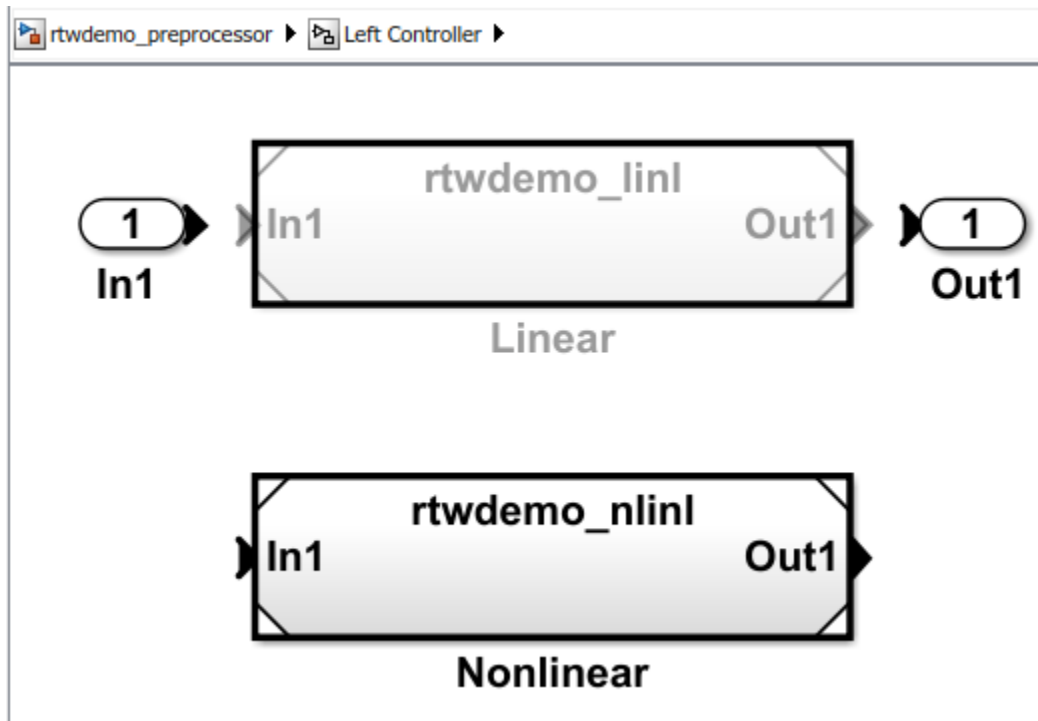 rtwdemo_preprocessor Left Controller
rtwdemo_linl
1 In1 Out1 1
In1 Out1
Linear
rtwdemo_nlinl
In1 Out1
Nonlinear